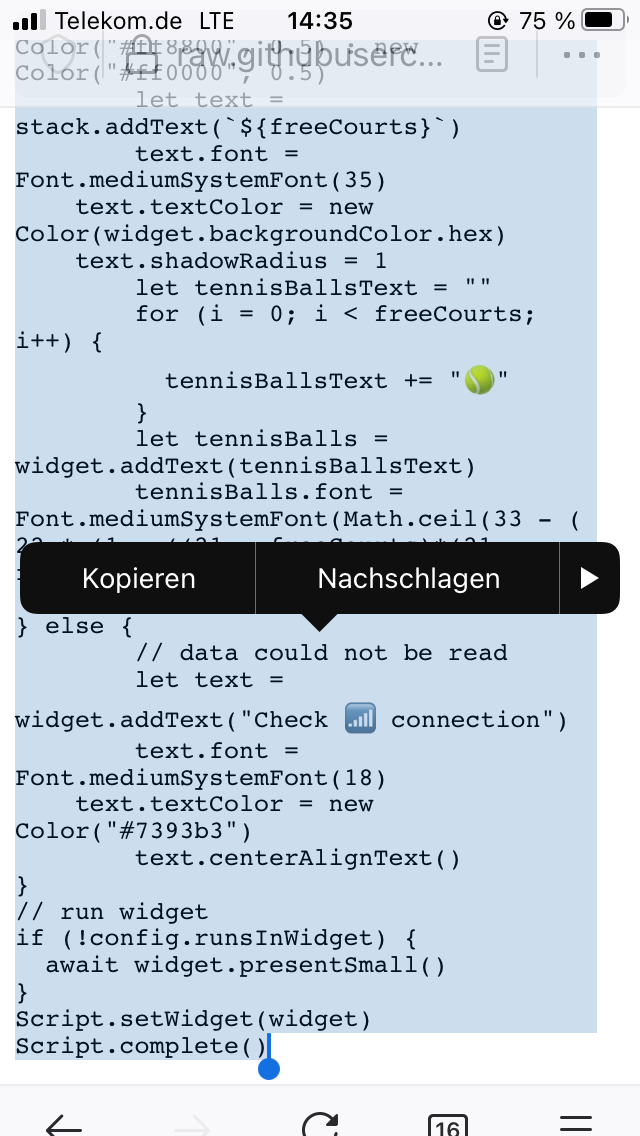 Telekom.de LTE 14:35 75 %
Color("#ff8800", 0.5) : new
raw.githubuserc...
Color("#ff0000", 0.5)
        let text =
stack.addText(`${freeCourts}`)
        text.font =
Font.mediumSystemFont(35)
    text.textColor = new
Color(widget.backgroundColor.hex)
    text.shadowRadius = 1
        let tennisBallsText = ""
        for (i = 0; i < freeCourts;
i++) {
          tennisBallsText += "🎾"
        }
        let tennisBalls =
widget.addText(tennisBallsText)
        tennisBalls.font =
Font.mediumSystemFont(Math.ceil(33 - (
Kopieren Nachschlagen ▶
} else {
        // data could not be read
        let text =
widget.addText("Check 📶 connection")
        text.font =
Font.mediumSystemFont(18)
    text.textColor = new
Color("#7393b3")
        text.centerAlignText()
}
// run widget
if (!config.runsInWidget) {
  await widget.presentSmall()
}
Script.setWidget(widget)
Script.complete()
16